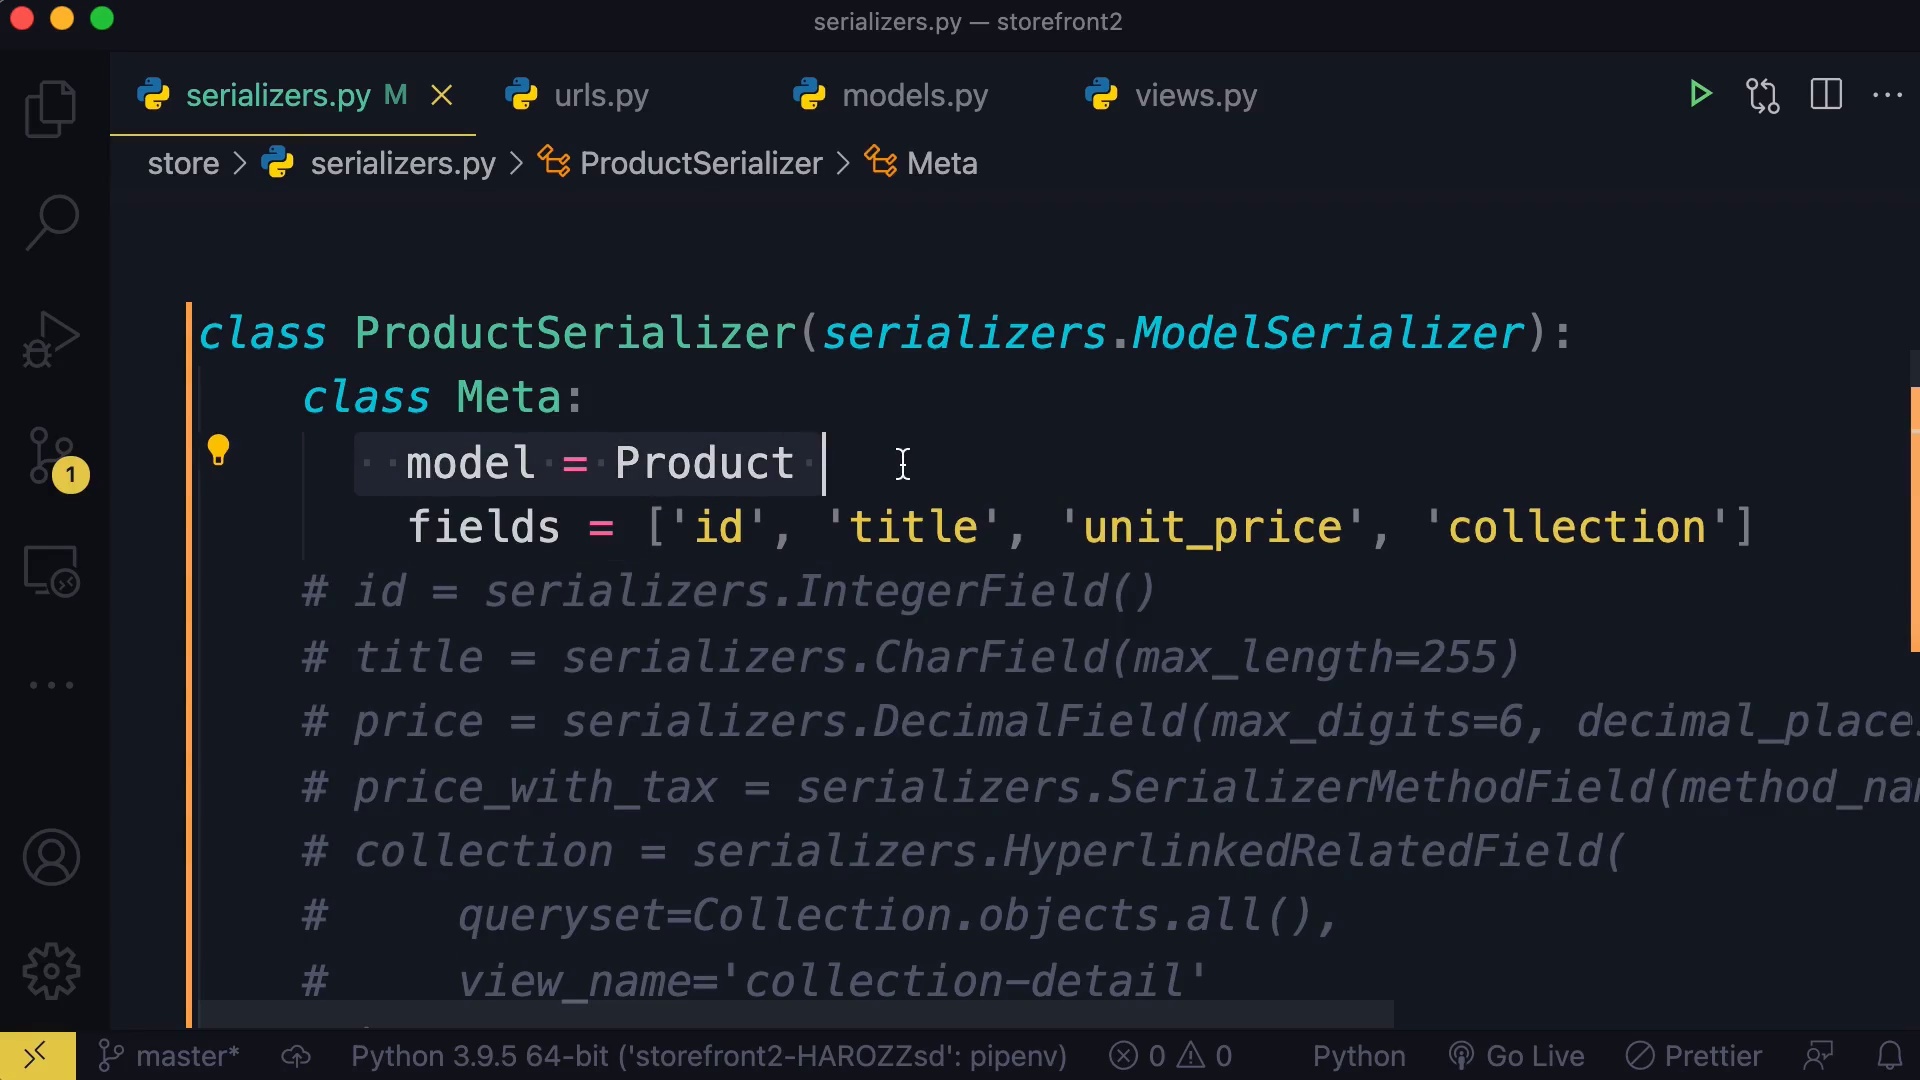 serializers.py — storefront2
serializers.py M
urls.py
models.py
views.py
store > serializers.py > ProductSerializer > Meta
class ProductSerializer(serializers.ModelSerializer):
class Meta:
model = Product
fields = ['id', 'title', 'unit_price', 'collection']
# id = serializers.IntegerField()
# title = serializers.CharField(max_length=255)
# price = serializers.DecimalField(max_digits=6, decimal_place
# price_with_tax = serializers.SerializerMethodField(method_na
# collection = serializers.HyperlinkedRelatedField(
#     queryset=Collection.objects.all(),
#     view_name='collection-detail'
1
master* Python 3.9.5 64-bit ('storefront2-HAROZZsd': pipenv) 0 0 Python Go Live Prettier